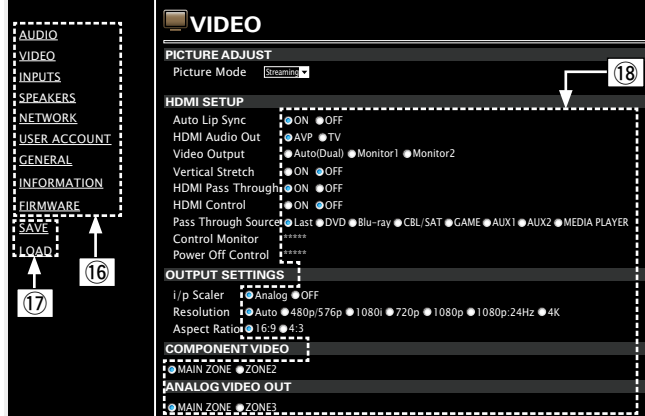 AUDIO
VIDEO
INPUTS
SPEAKERS
NETWORK
USER ACCOUNT
GENERAL
INFORMATION
FIRMWARE
SAVE
LOAD
⑯
⑰
VIDEO
PICTURE ADJUST
Picture Mode Streaming
⑱
HDMI SETUP
Auto Lip Sync ON OFF
HDMI Audio Out AVP TV
Video Output Auto(Dual) Monitor1 Monitor2
Vertical Stretch ON OFF
HDMI Pass Through ON OFF
HDMI Control ON OFF
Pass Through Source Last DVD Blu-ray CBL/SAT GAME AUX1 AUX2 MEDIA PLAYER
Control Monitor *****
Power Off Control *****
OUTPUT SETTINGS
i/p Scaler Analog OFF
Resolution Auto 480p/576p 1080i 720p 1080p 1080p:24Hz 4K
Aspect Ratio 16:9 4:3
COMPONENT VIDEO
MAIN ZONE ZONE2
ANALOG VIDEO OUT
MAIN ZONE ZONE3